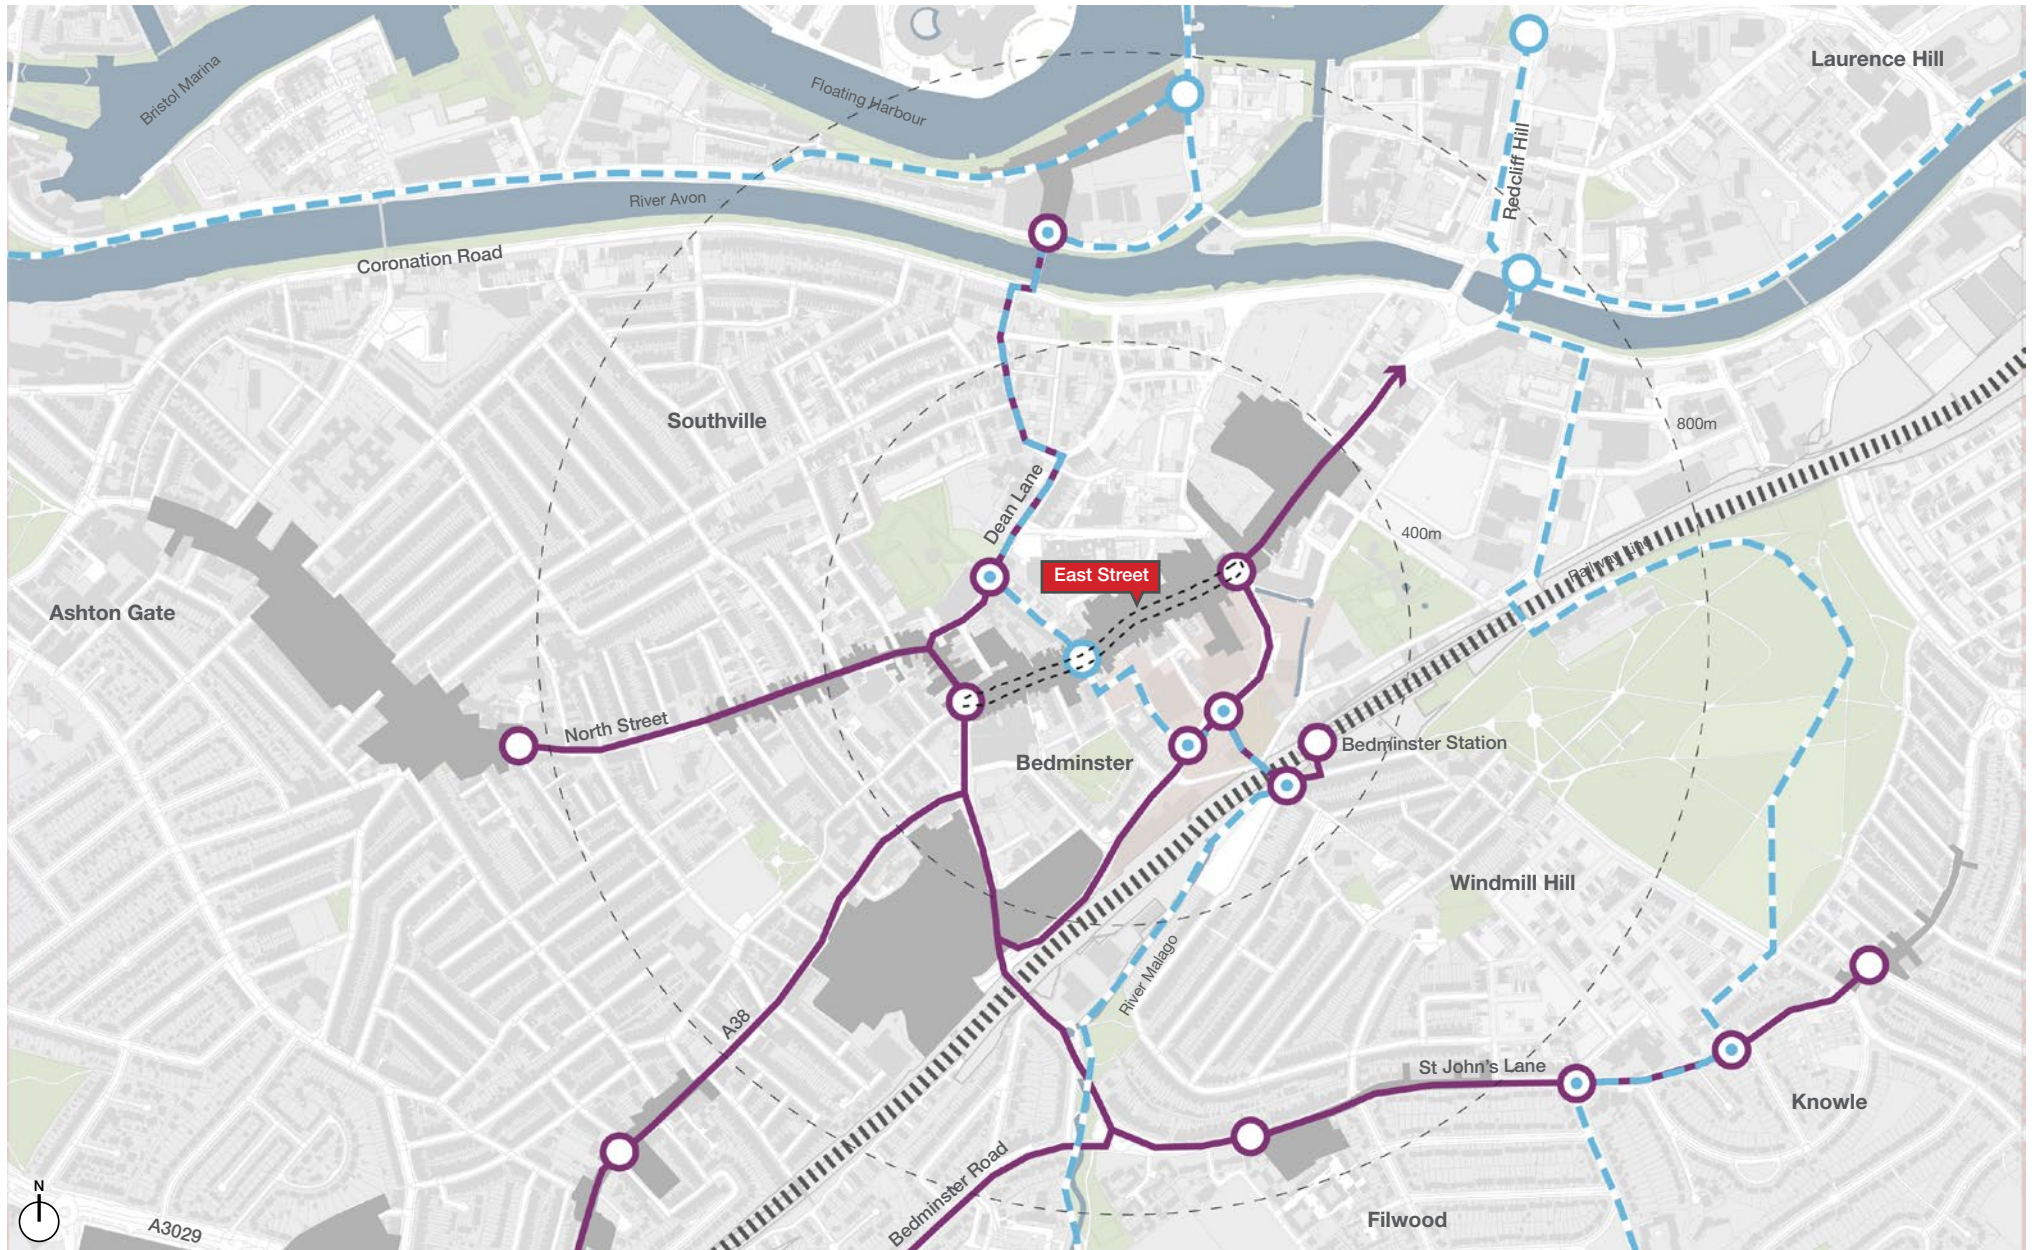 Laurence Hill
Bristol Marina
Floating Harbour
Redcliff Hill
River Avon
Coronation Road
Southville
800m
Dean Lane
400m
East Street
Railway Line
Ashton Gate
North Street
Bedminster Station
Bedminster
Windmill Hill
River Malago
A38
St John's Lane
Knowle
Bedminster Road
N
Filwood
A3029